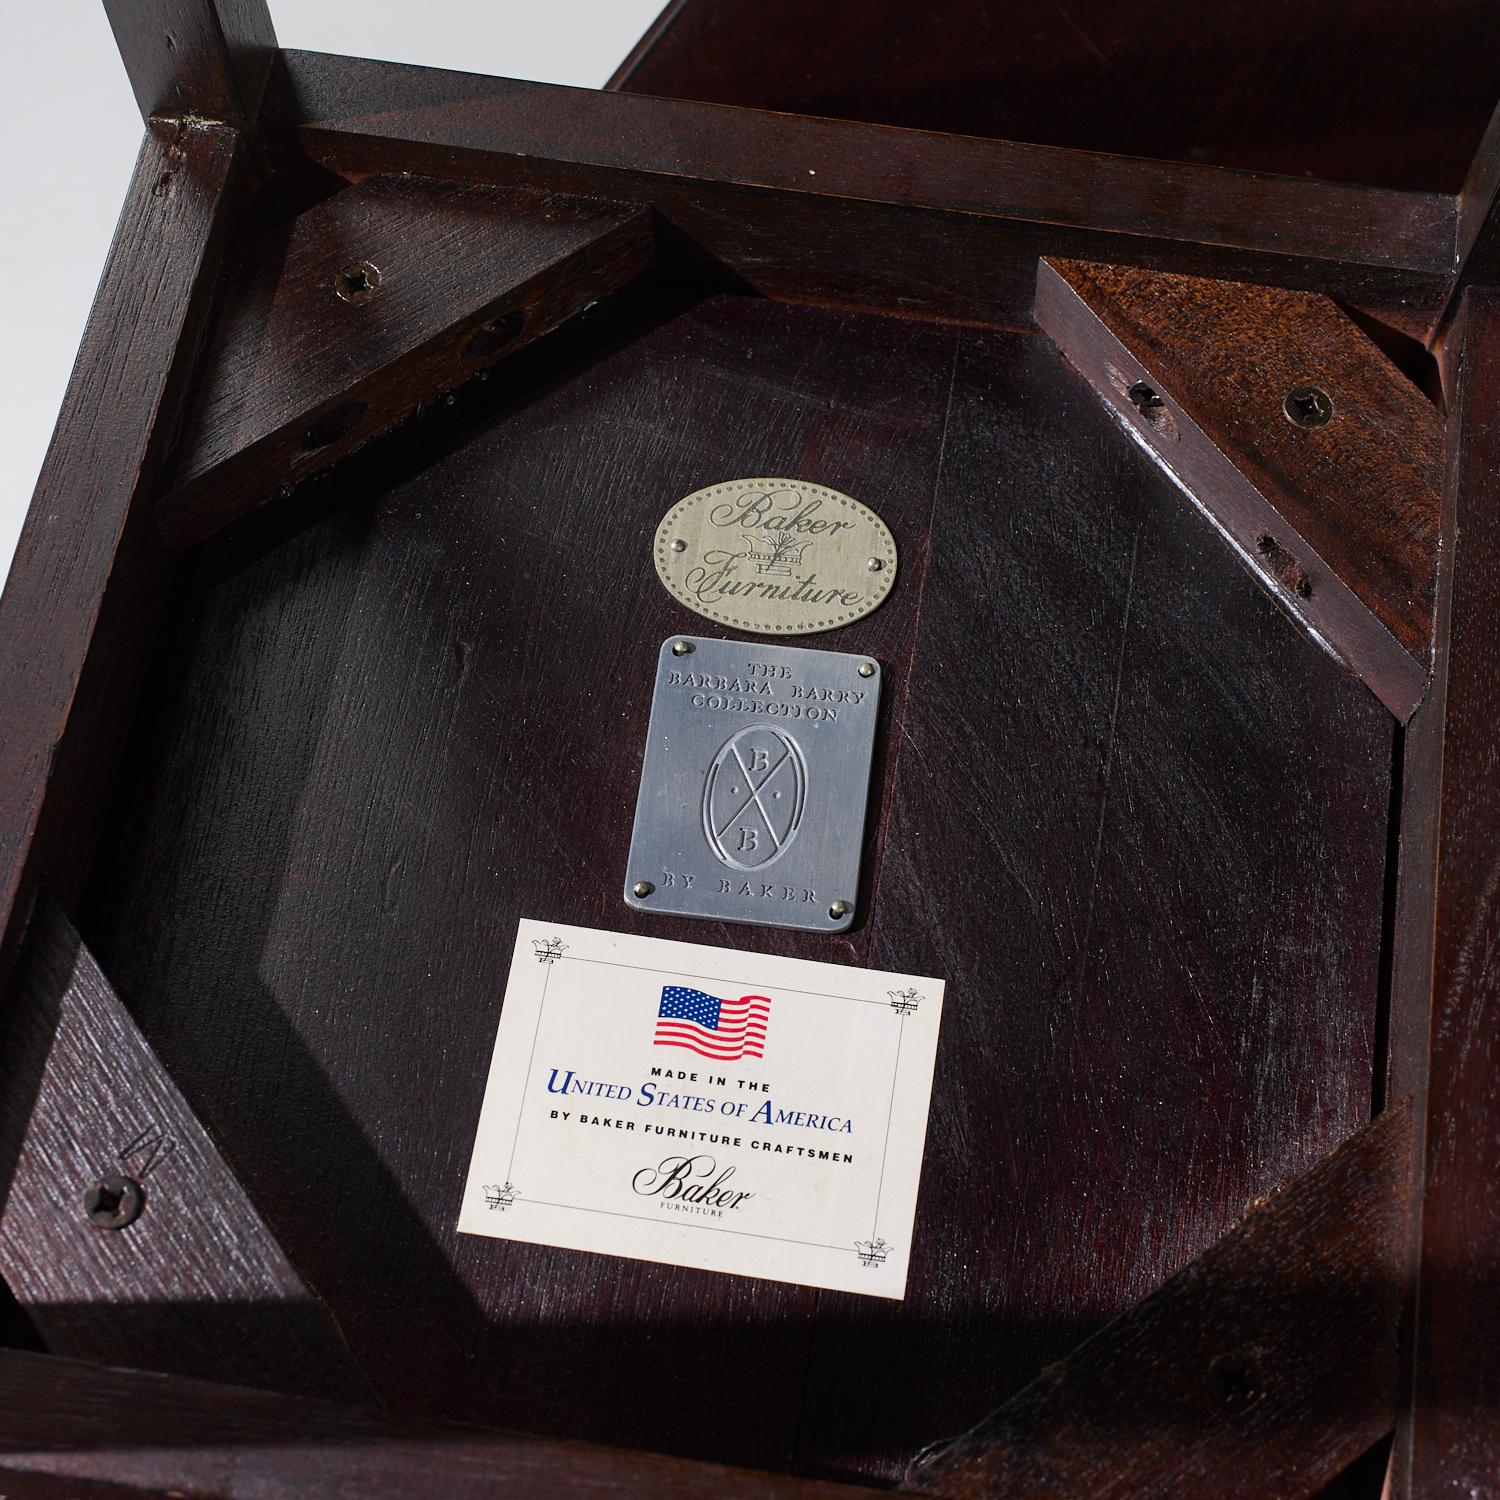 Baker
Furniture
THE
BARBARA BARRY
COLLECTION
B
B
BY BAKER
MADE IN THE
UNITED STATES OF AMERICA
BY BAKER FURNITURE CRAFTSMEN
Baker
FURNITURE